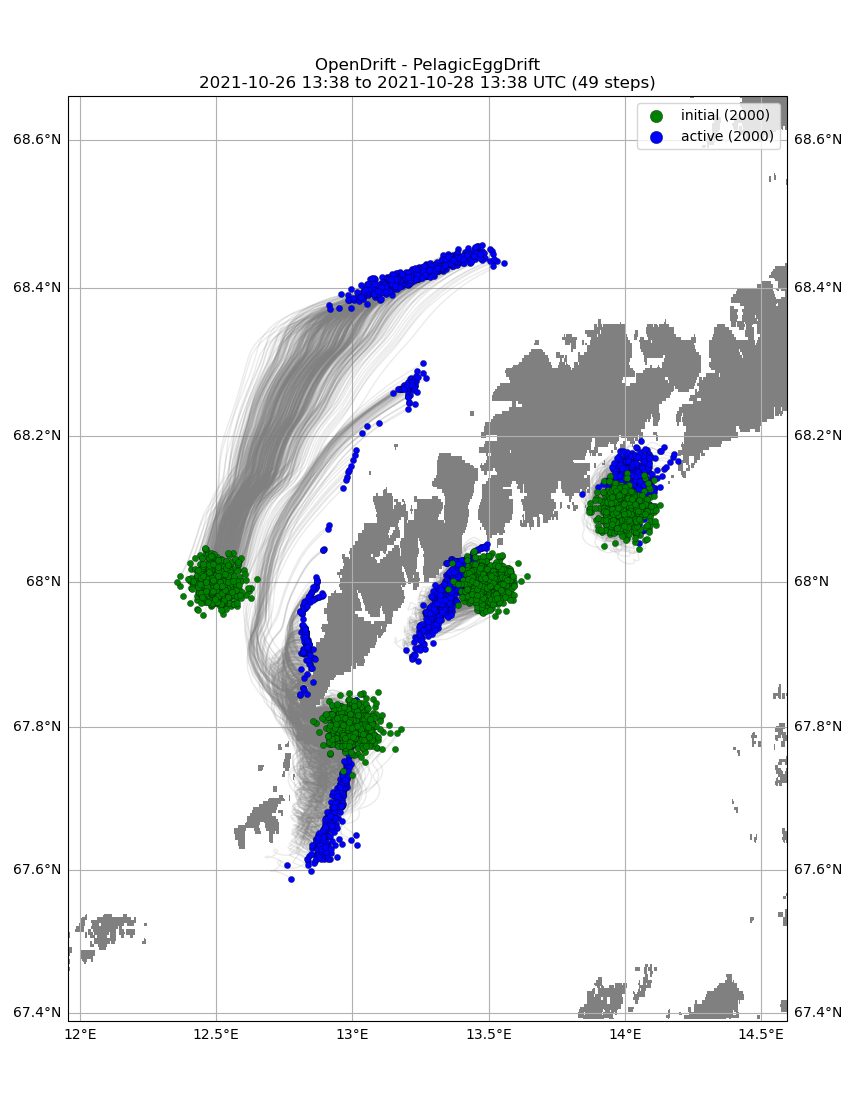 OpenDrift - PelagicEggDrift
2021-10-26 13:38 to 2021-10-28 13:38 UTC (49 steps)
initial (2000)
active (2000)
68.6°N
68.6°N
68.4°N
68.4°N
68.2°N
68.2°N
68°N
68°N
67.8°N
67.8°N
67.6°N
67.6°N
67.4°N
67.4°N
12°E
12.5°E
13°E
13.5°E
14°E
14.5°E